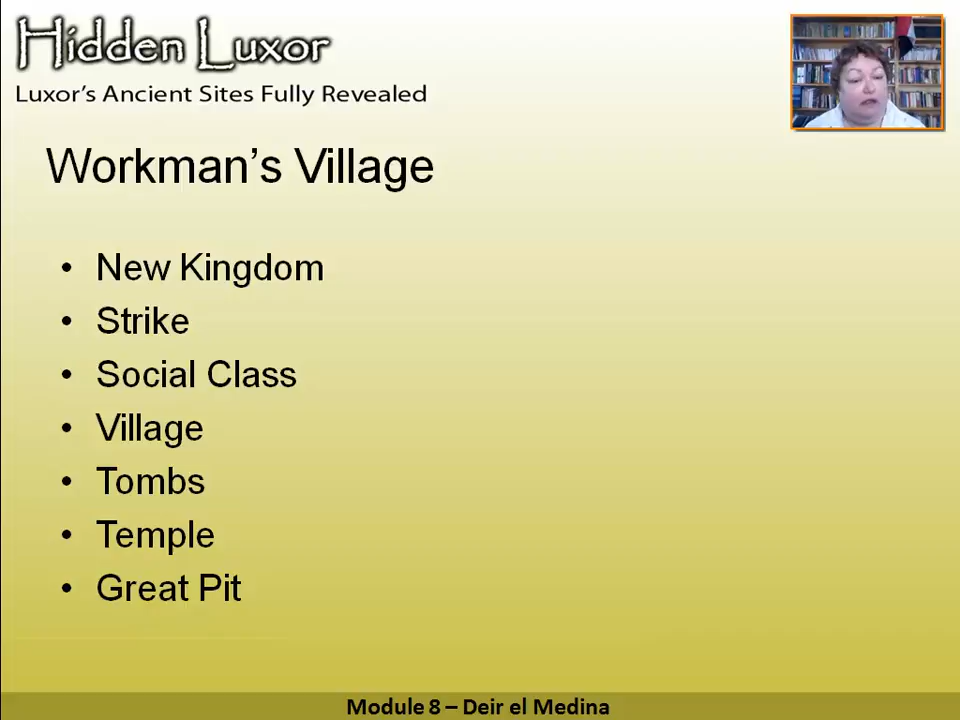 Hidden Luxor
Luxor's Ancient Sites Fully Revealed
Workman's Village
• New Kingdom
• Strike
• Social Class
• Village
• Tombs
• Temple
• Great Pit
Module 8 – Deir el Medina